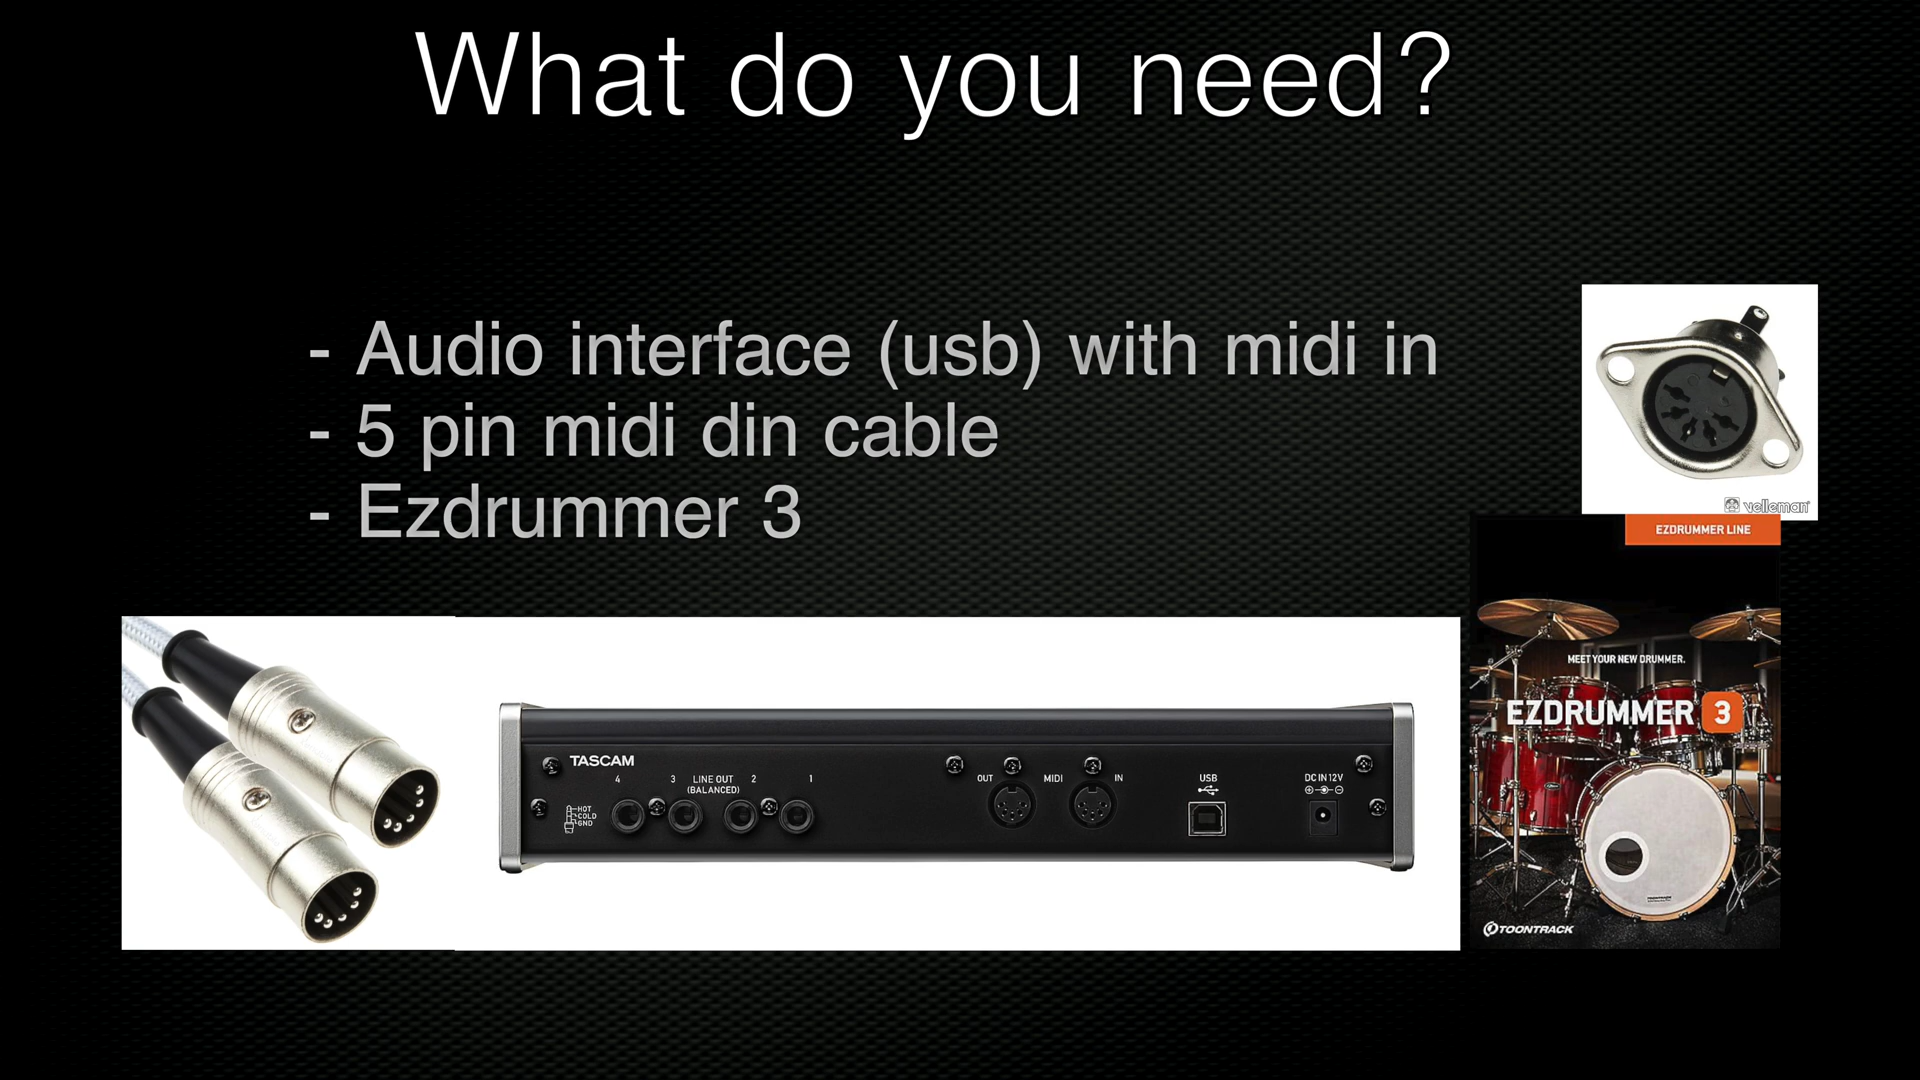 What do you need?
- Audio interface (usb) with midi in
- 5 pin midi din cable
- Ezdrummer 3
velleman
EZDRUMMER LINE
MEET YOUR NEW DRUMMER.
EZDRUMMER 3
TOONTRACK
TASCAM
4 3 LINE OUT 2 1
(BALANCED)
HOT
COLD
GND
OUT MIDI IN
USB
DC IN 12V